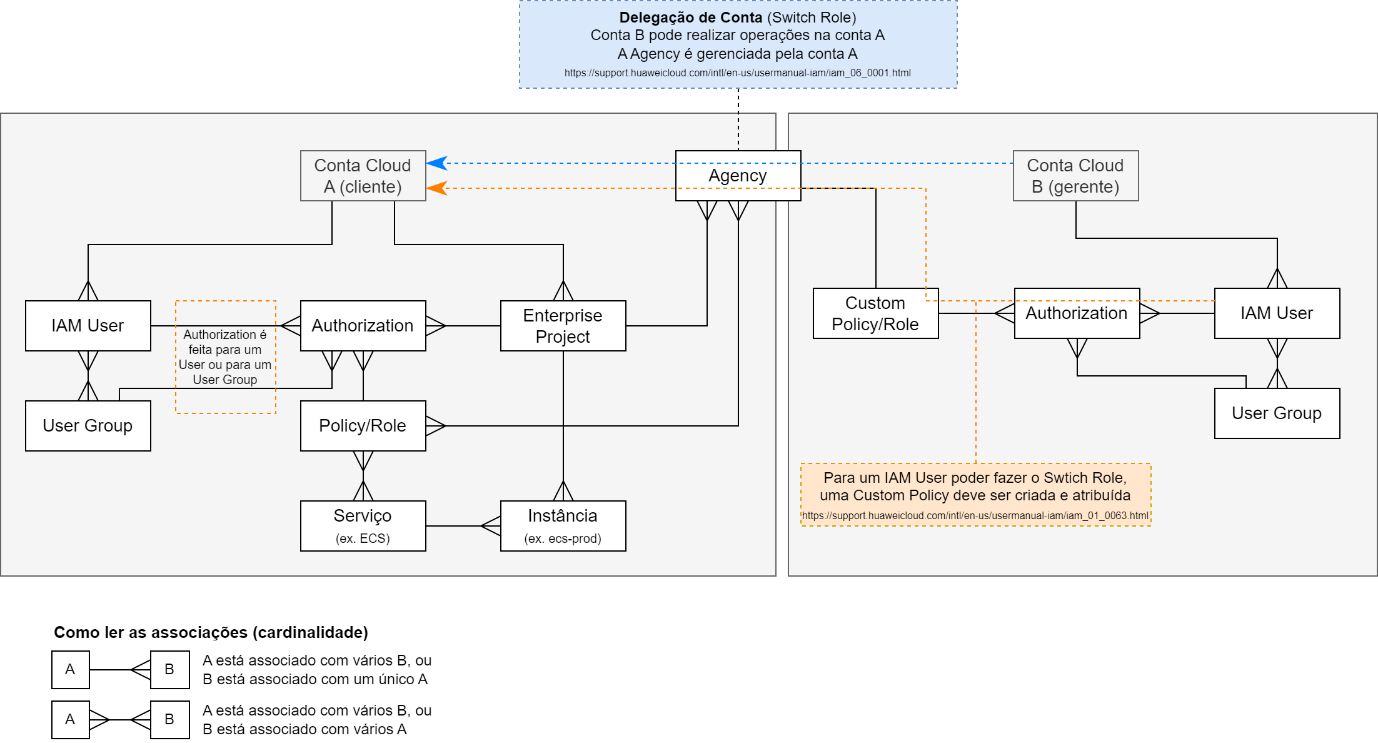 Delegação de Conta (Switch Role)
Conta B pode realizar operações na conta A
A Agency é gerenciada pela conta A
https://support.huaweicloud.com/intl/en-us/usermanual-iam/iam_06_0001.html
Conta Cloud
A (cliente)
Agency
Conta Cloud
B (gerente)
IAM User
Authorization é
feita para um
User ou para um
User Group
Authorization
Enterprise
Project
Custom
Policy/Role
Authorization
IAM User
User Group
Policy/Role
User Group
Serviço
(ex. ECS)
Instância
(ex. ecs-prod)
Para um IAM User poder fazer o Swtich Role,
uma Custom Policy deve ser criada e atribuída
https://support.huaweicloud.com/intl/en-us/usermanual-iam/iam_01_0063.html
Como ler as associações (cardinalidade)
A
B
A está associado com vários B, ou
B está associado com um único A
A
B
A está associado com vários B, ou
B está associado com vários A